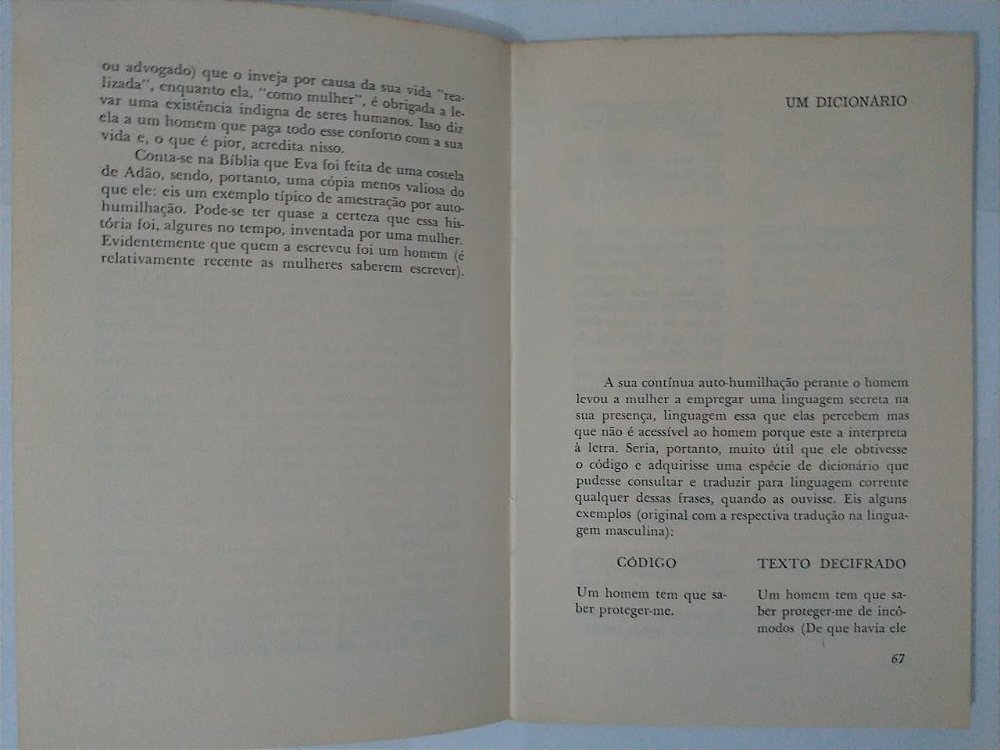 ou advogado) que o inveja por causa da sua vida "rea-
lizada", enquanto ela, "como mulher", é obrigada a le-
var uma existência indigna de seres humanos. Isso diz
ela a um homem que paga todo esse conforto com a sua
vida e, o que é pior, acredita nisso.
Conta-se na Bíblia que Eva foi feita de uma costela
de Adão, sendo, portanto, uma cópia menos valiosa do
que ele: eis um exemplo típico de amestração por auto-
humilhação. Pode-se ter quase a certeza que essa his-
tória foi, algures no tempo, inventada por uma mulher.
Evidentemente que quem a escreveu foi um homem (é
relativamente recente as mulheres saberem escrever).
UM DICIONÁRIO
A sua contínua auto-humilhação perante o homem
levou a mulher a empregar uma linguagem secreta na
sua presença, linguagem essa que elas percebem mas
que não é acessível ao homem porque este a interpreta
à letra. Seria, portanto, muito útil que ele obtivesse
o código e adquirisse uma espécie de dicionário que
pudesse consultar e traduzir para linguagem corrente
qualquer dessas frases, quando as ouvisse. Eis alguns
exemplos (original com a respectiva tradução na lingua-
gem masculina):
CÓDIGO
Um homem tem que sa-
ber proteger-me.
TEXTO DECIFRADO
Um homem tem que sa-
ber proteger-me de incô-
modos (De que havia ele
67